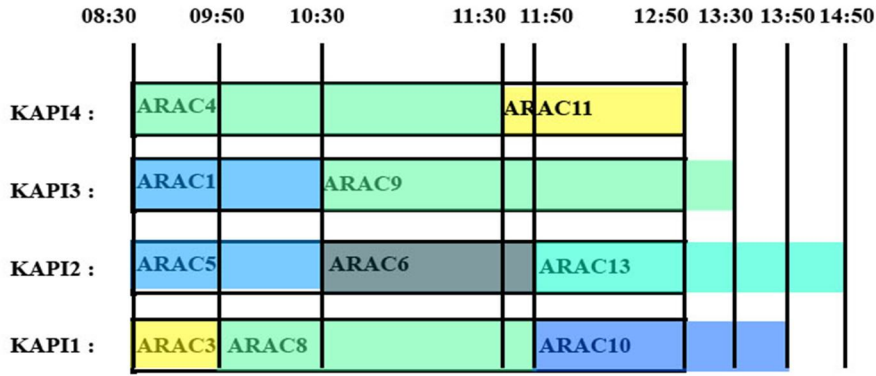 08:30 09:50 10:30 11:30 11:50 12:50 13:30 13:50 14:50
KAPI4 : ARAC4 ARAC11
KAPI3 : ARAC1 ARAC9
KAPI2 : ARAC5 ARAC6 ARAC13
KAPI1 : ARAC3 ARAC8 ARAC10